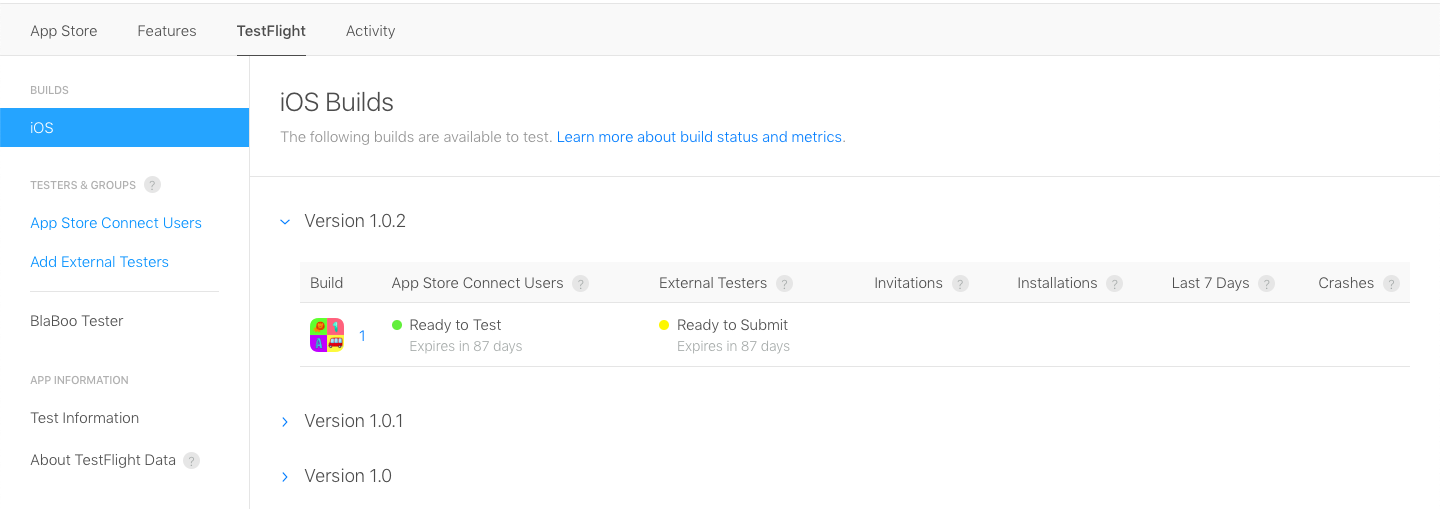 App Store Features TestFlight Activity
BUILDS
iOS
TESTERS & GROUPS ?
App Store Connect Users
Add External Testers
BlaBoo Tester
APP INFORMATION
Test Information
About TestFlight Data ?
iOS Builds
The following builds are available to test. Learn more about build status and metrics.
Version 1.0.2
Build App Store Connect Users ? External Testers ? Invitations ? Installations ? Last 7 Days ? Crashes ?
1 Ready to Test Ready to Submit
Expires in 87 days Expires in 87 days
Version 1.0.1
Version 1.0